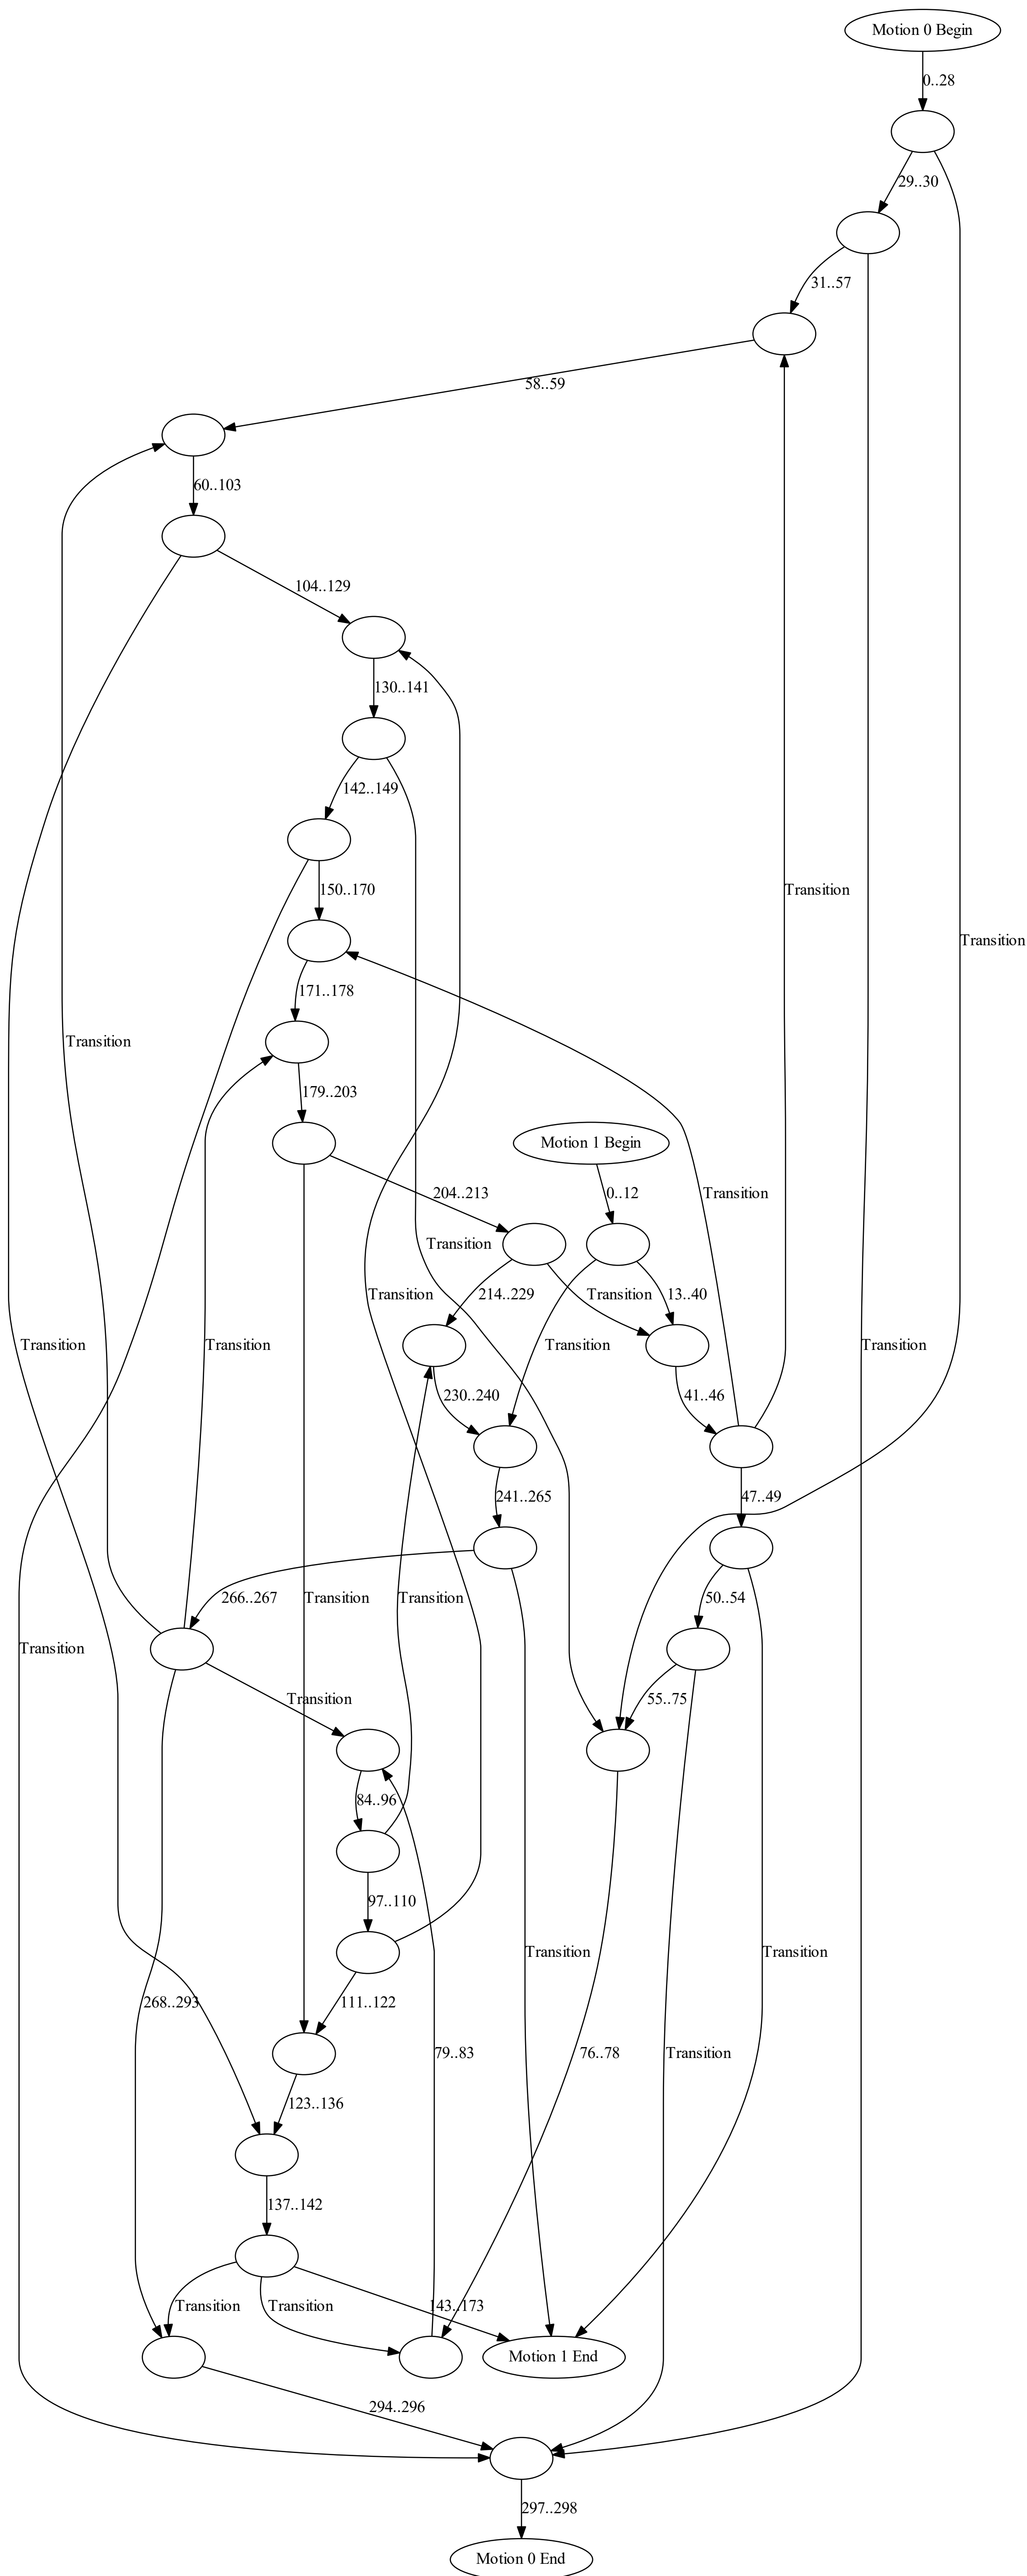 Motion 0 Begin
0..28
29..30
31..57
58..59
60..103
104..129
130..141
142..149
150..170
Transition
Transition
171..178
Transition
179..203
Motion 1 Begin
204..213
0..12
Transition
Transition
Transition
214..229
Transition
13..40
Transition
Transition
Transition
Transition
230..240
41..46
241..265
47..49
266..267
Transition
Transition
50..54
Transition
Transition
55..75
84..96
97..110
Transition
Transition
268..293
111..122
79..83
76..78
Transition
123..136
137..142
Transition
Transition
143..173
Motion 1 End
294..296
297..298
Motion 0 End